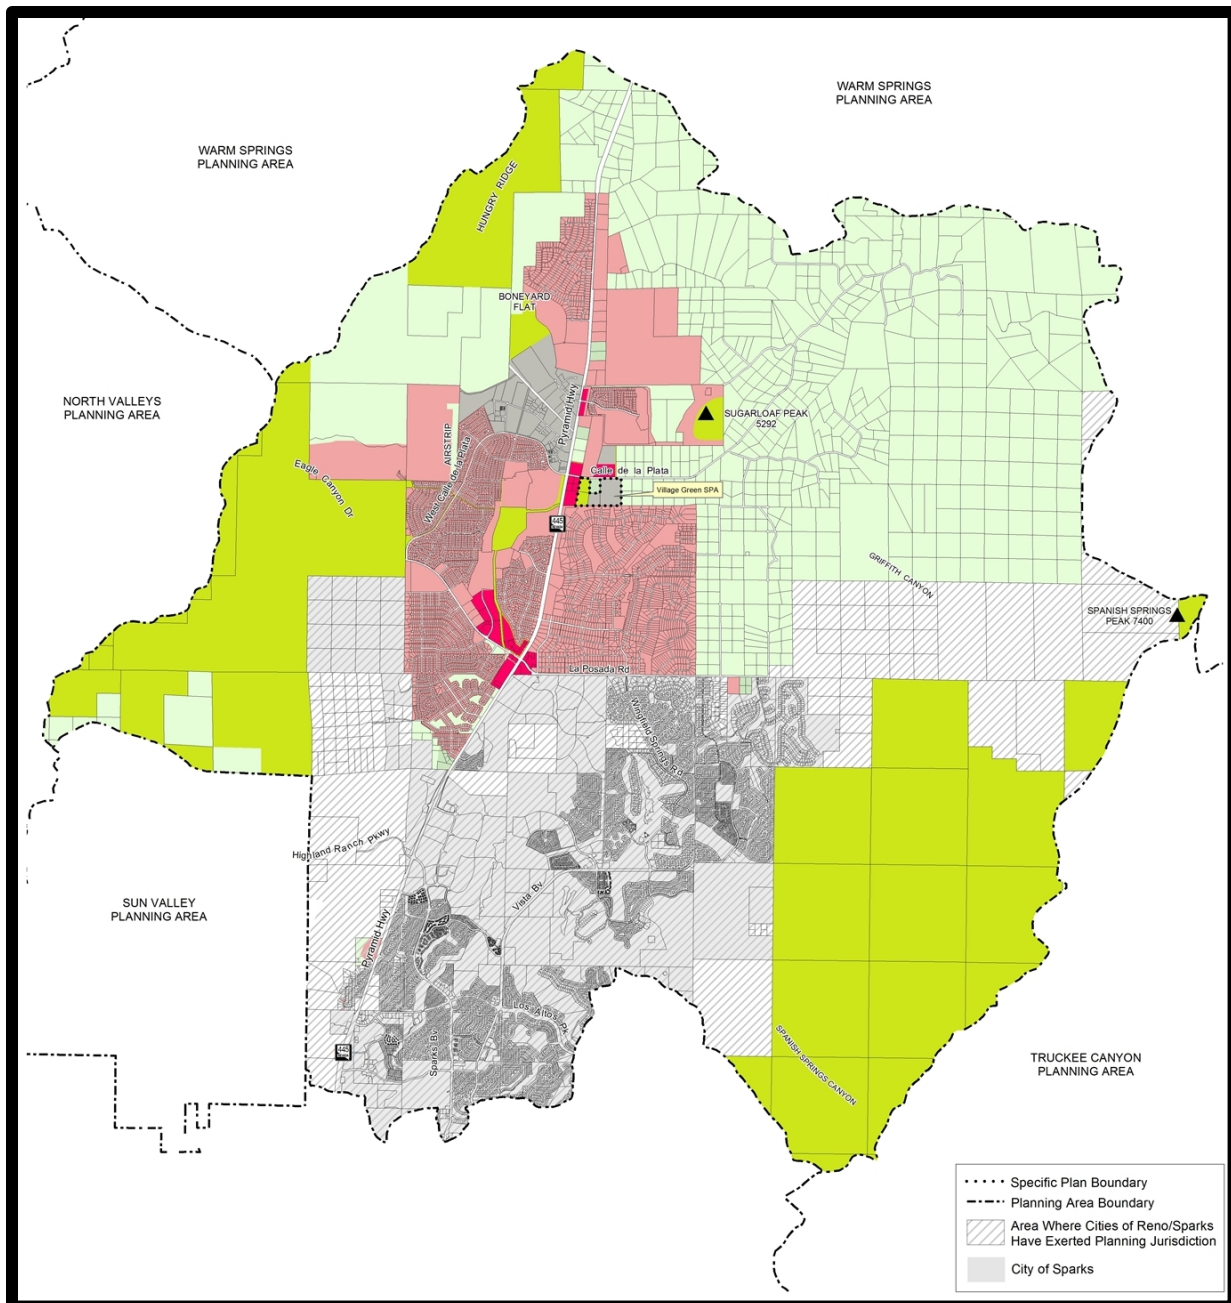 WARM SPRINGS
PLANNING AREA
WARM SPRINGS
PLANNING AREA
HUNGRY RIDGE
BONEYARD
FLAT
NORTH VALLEYS
PLANNING AREA
Pyramid Hwy
SUGARLOAF PEAK
5292
AIRSTRIP
West Calle de la Plata
Eagle Canyon Dr
Calle de la Plata
Village Green SPA
445
GRIFFITH CANYON
SPANISH SPRINGS
PEAK 7400
La Posada Rd
Wingfield Springs Rd
Highland Ranch Pkwy
Vista Bv
SUN VALLEY
PLANNING AREA
Pyramid Hwy
Los Altos Pk
Sparks Bv
445
SPANISH SPRINGS CANYON
TRUCKEE CANYON
PLANNING AREA
Specific Plan Boundary
Planning Area Boundary
Area Where Cities of Reno/Sparks
Have Exerted Planning Jurisdiction
City of Sparks